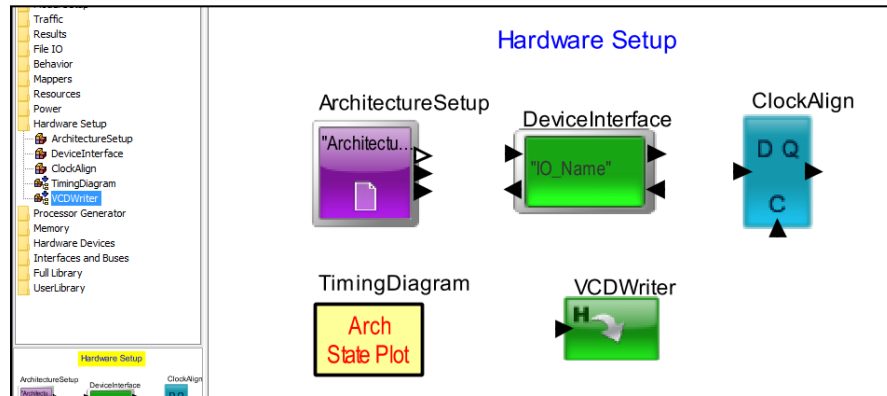 Traffic
Results
File IO
Behavior
Mappers
Resources
Power
Hardware Setup
ArchitectureSetup
DeviceInterface
ClockAlign
TimingDiagram
VCDWriter
Processor Generator
Memory
Hardware Devices
Interfaces and Buses
Full Library
UserLibrary
Hardware Setup
ArchitectureSetup
DeviceInterface
ClockAlign
"Architectu...
Hardware Setup
ArchitectureSetup
"Architectu...
DeviceInterface
"IO_Name"
ClockAlign
D Q
C
TimingDiagram
Arch
State Plot
VCDWriter
H